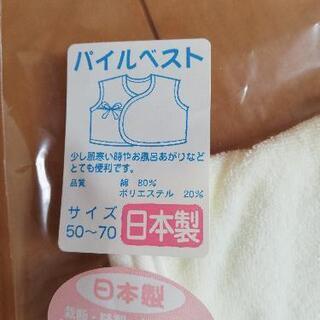 パイルベスト
少し肌寒い時やお風呂あがりなど
とても便利です。
品質 綿 80%
ポリエステル 20%
サイズ
50～70
日本製
日本製